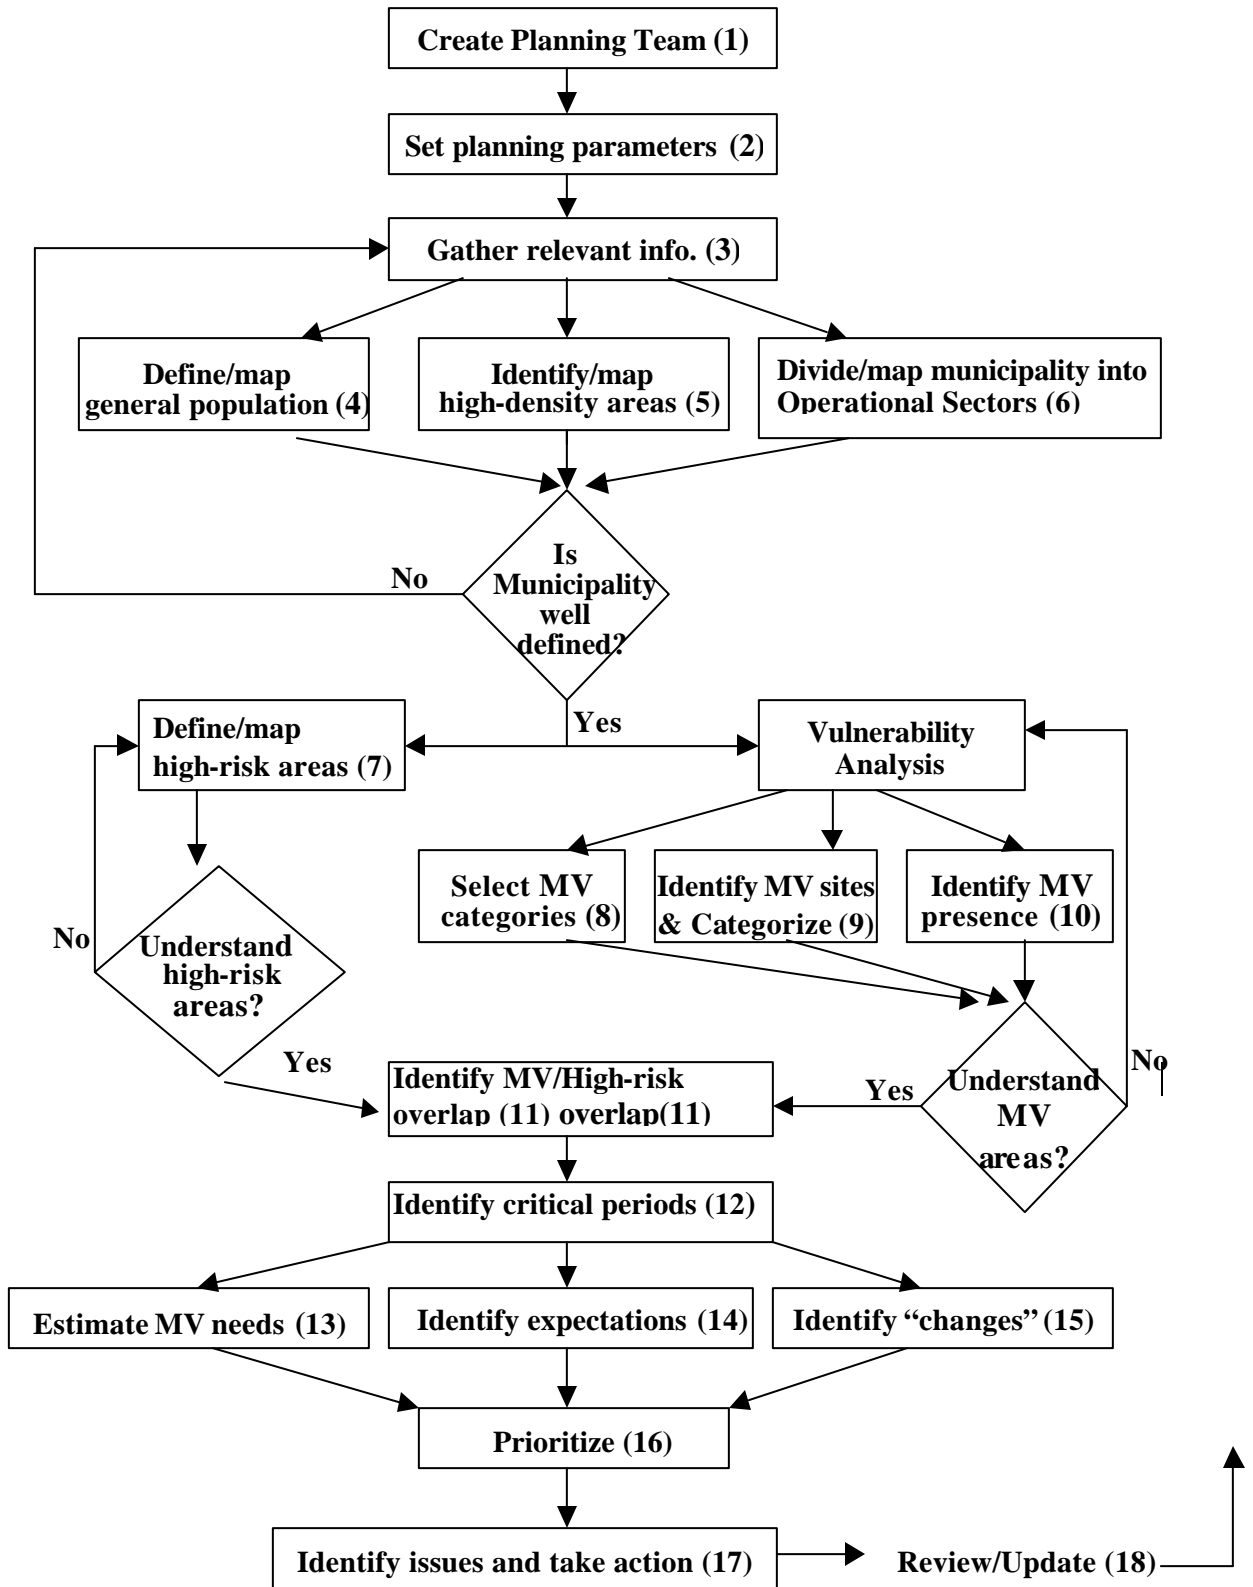 Create Planning Team (1)
Set planning parameters (2)
Gather relevant info. (3)
Define/map
general population (4)
Identify/map
high-density areas (5)
Divide/map municipality into
Operational Sectors (6)
Is
Municipality
well
defined?
No
Yes
Define/map
high-risk areas (7)
Vulnerability
Analysis
Select MV
categories (8)
Identify MV sites
& Categorize (9)
Identify MV
presence (10)
No
Understand
high-risk
areas?
Yes
Identify MV/High-risk
overlap (11) overlap(11)
Yes
Understand
MV
areas?
No
Identify critical periods (12)
Estimate MV needs (13)
Identify expectations (14)
Identify “changes” (15)
Prioritize (16)
Identify issues and take action (17)
Review/Update (18)